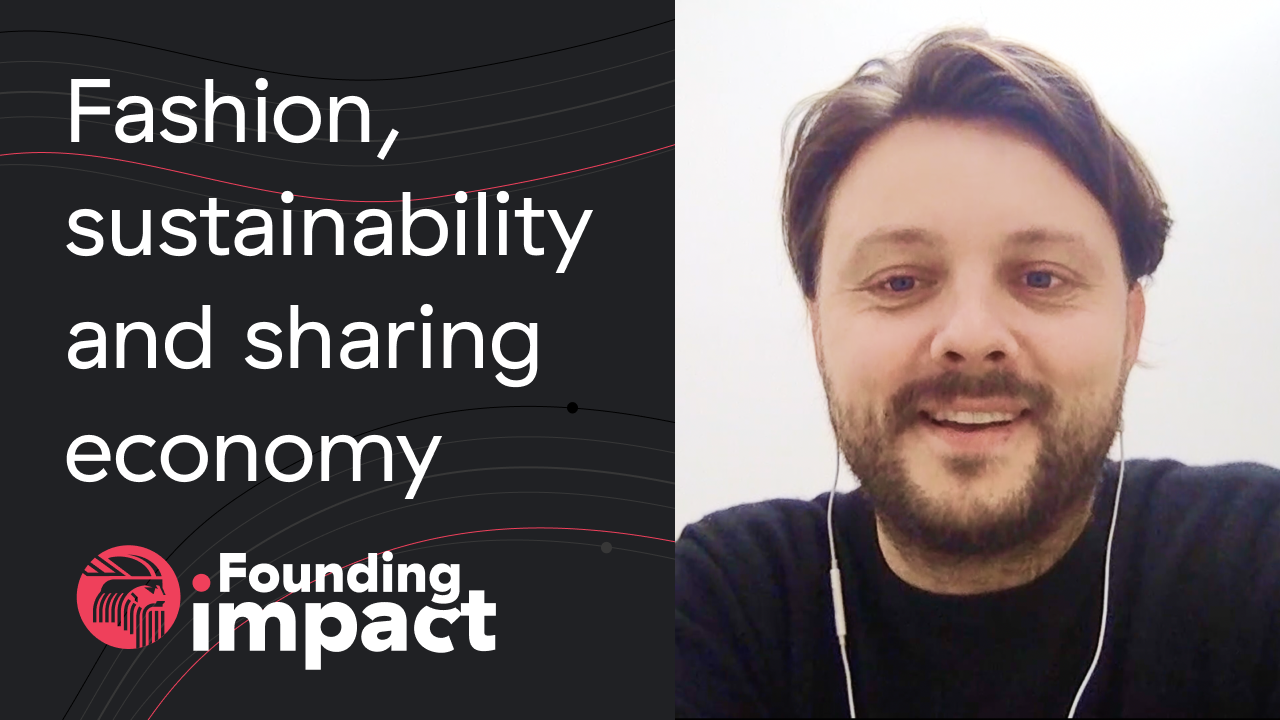 Fashion,
sustainability
and sharing
economy
Founding
impact